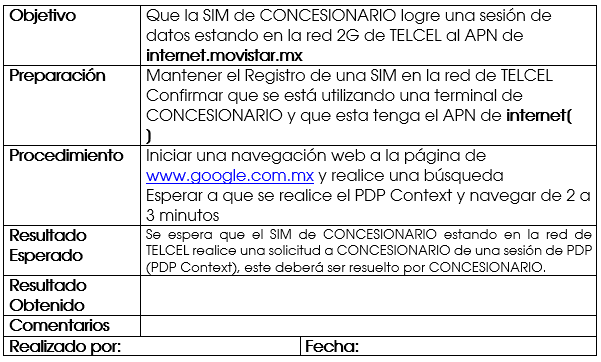 Objetivo
Que la SIM de CONCESIONARIO logre una sesión de
datos estando en la red 2G de TELCEL al APN de
internet.movistar.mx
Preparación
Mantener el Registro de una SIM en la red de TELCEL
Confirmar que se está utilizando una terminal de
CONCESIONARIO y que esta tenga el APN de internet(
)
Procedimiento
Iniciar una navegación web a la página de
www.google.com.mx y realice una búsqueda
Esperar a que se realice el PDP Context y navegar de 2 a
3 minutos
Resultado
Esperado
Se espera que el SIM de CONCESIONARIO estando en la red de
TELCEL realice una solicitud a CONCESIONARIO de una sesión de PDP
(PDP Context), este deberá ser resuelto por CONCESIONARIO.
Resultado
Obtenido
Comentarios
Realizado por:
Fecha: